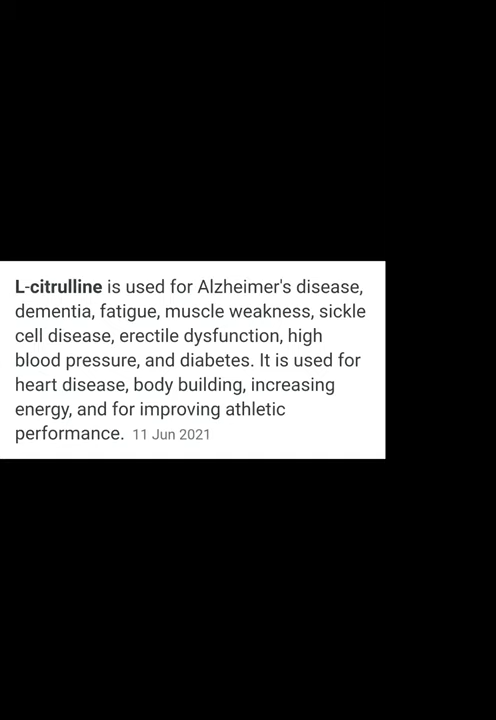 L-citrulline is used for Alzheimer's disease,
dementia, fatigue, muscle weakness, sickle
cell disease, erectile dysfunction, high
blood pressure, and diabetes. It is used for
heart disease, body building, increasing
energy, and for improving athletic
performance. 11 Jun 2021